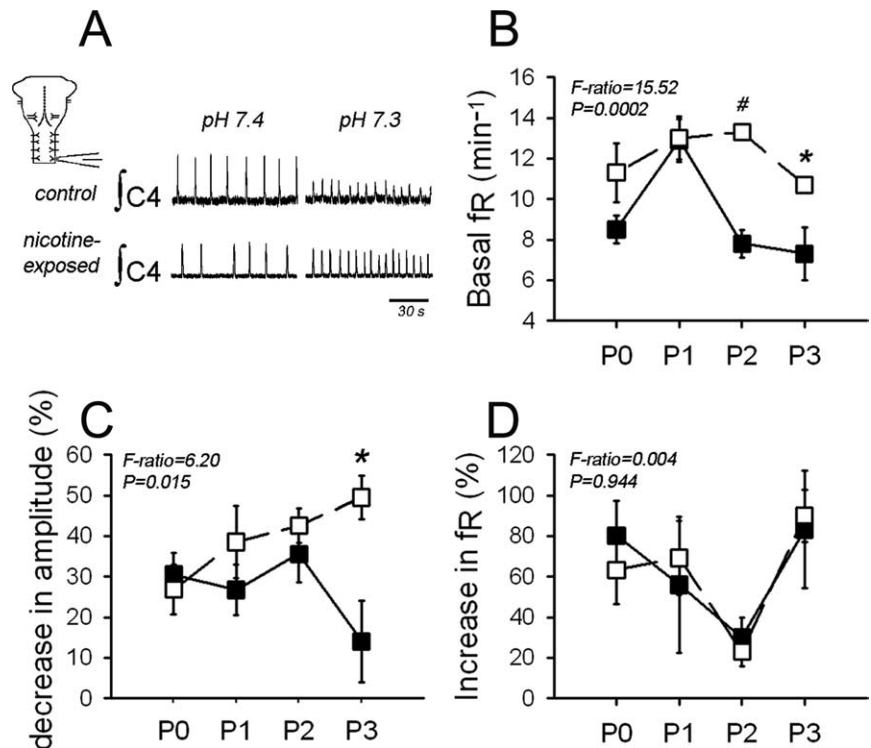 A
pH 7.4 pH 7.3
control ∫C4
nicotine-
exposed ∫C4
30 s
B
Basal fR (min-1)
16
14
12
10
8
6
4
F-ratio=15.52
P=0.0002
#
*
P0 P1 P2 P3
C
decrease in amplitude (%)
60
50
40
30
20
10
0
F-ratio=6.20
P=0.015
*
P0 P1 P2 P3
D
Increase in fR (%)
120
100
80
60
40
20
0
F-ratio=0.004
P=0.944
P0 P1 P2 P3